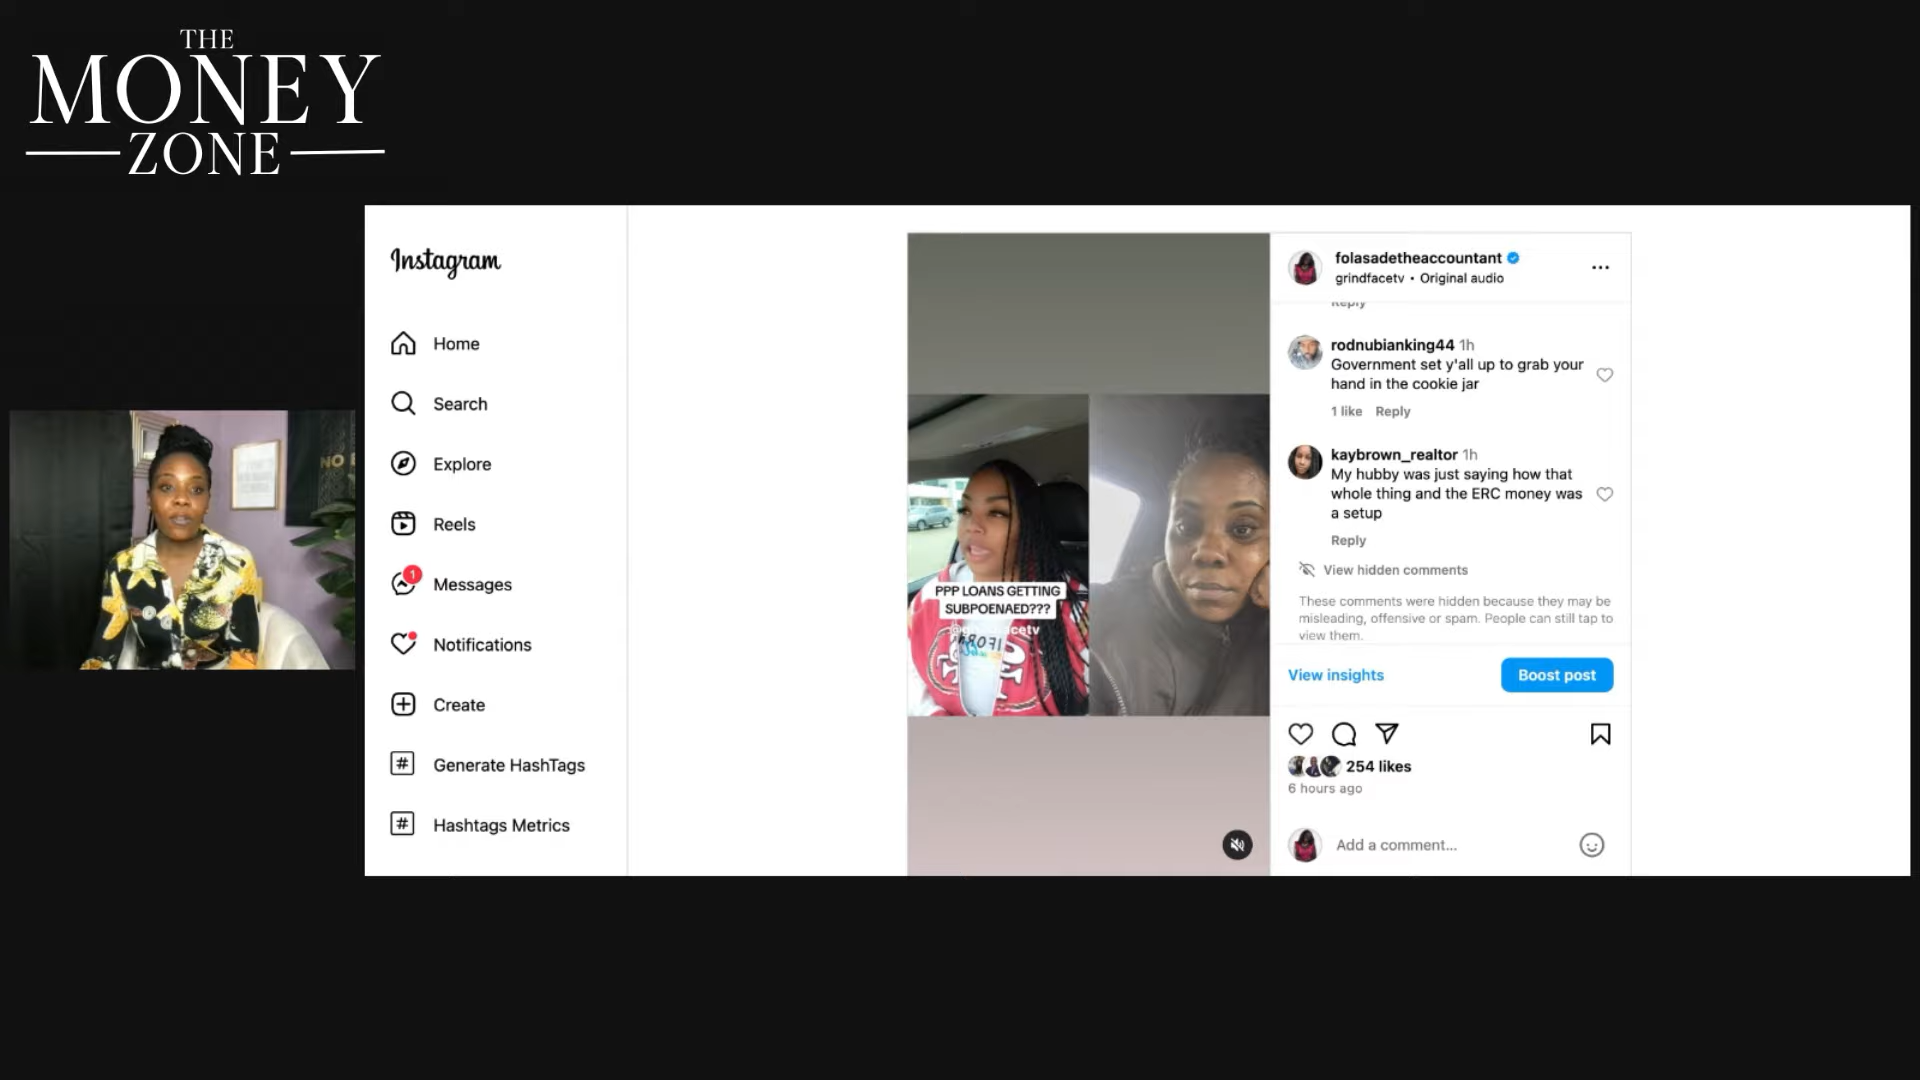 THE
MONEY
ZONE
Instagram
Home
Search
Explore
Reels
1
Messages
Notifications
Create
Generate HashTags
Hashtags Metrics
NO
PPP LOANS GETTING
SUBPOENAED???
folasadetheaccountant
grindfacetv • Original audio
Reply
rodnubianking44 1h
Government set y'all up to grab your
hand in the cookie jar
1 like Reply
kaybrown_realtor 1h
My hubby was just saying how that
whole thing and the ERC money was
a setup
Reply
View hidden comments
These comments were hidden because they may be
misleading, offensive or spam. People can still tap to
view them.
View insights
Boost post
254 likes
6 hours ago
Add a comment...